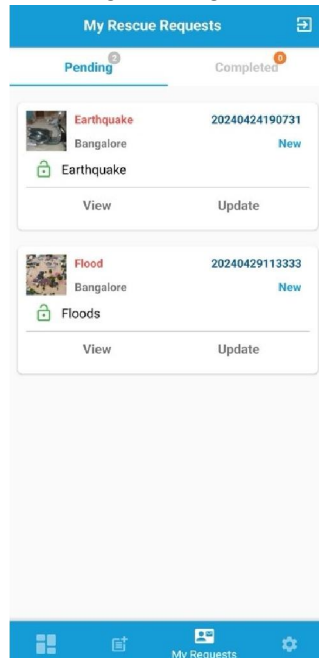 My Rescue Requests
Pending 2
Completed 0
Earthquake 20240424190731
Bangalore New
Earthquake
View Update
Flood 20240429113333
Bangalore New
Floods
View Update
My Requests